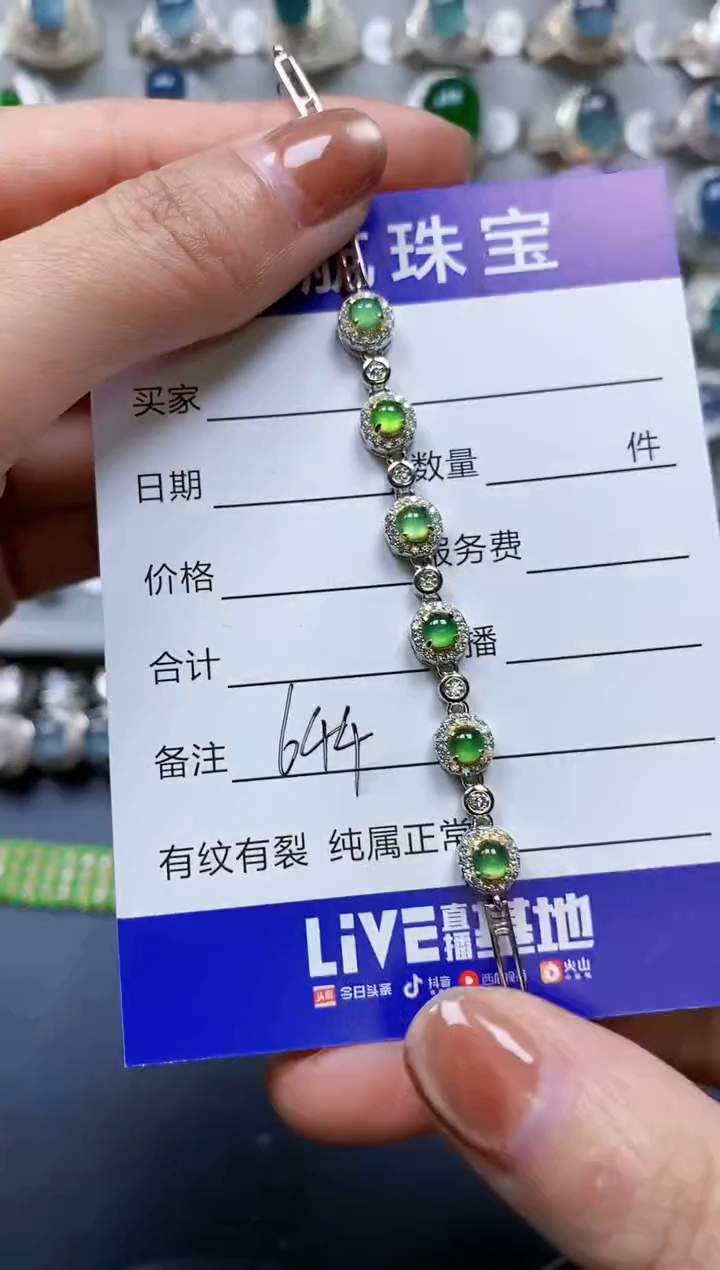 珠宝
买家
日期 数量 件
价格 服务费
合计 播
备注 644
有纹有裂 纯属正常
LiVE直播基地
头条 今日头条 抖音 西瓜视频 火山